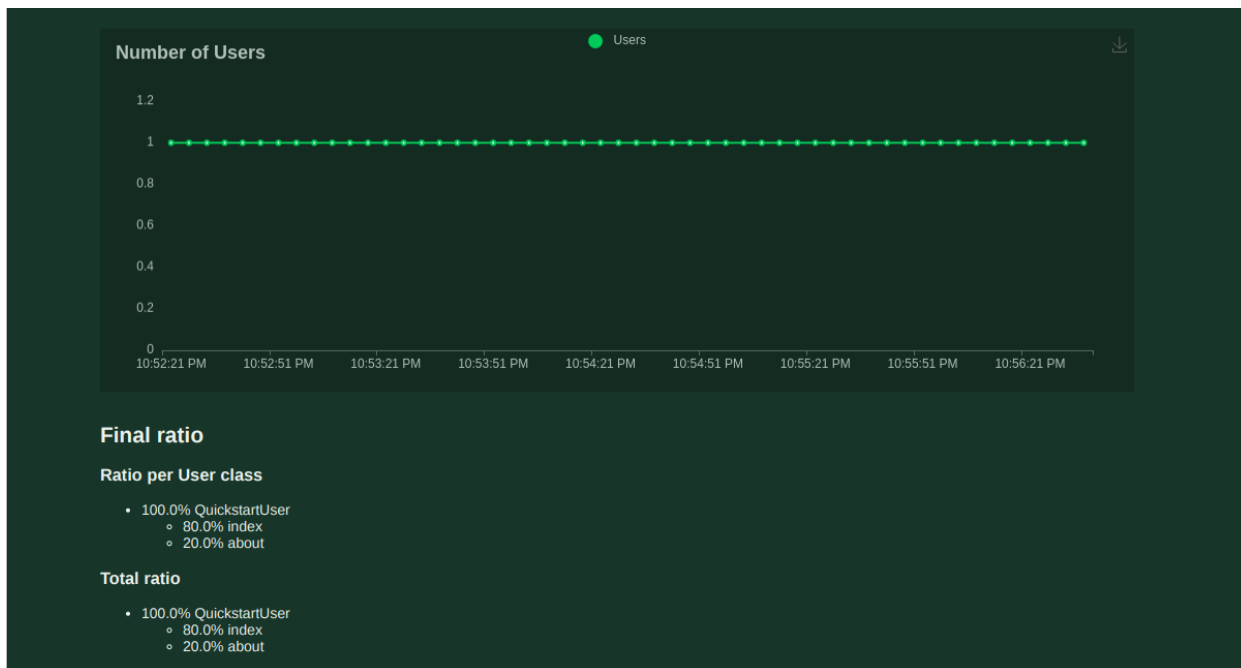 Number of Users
Users
1.2
1
0.8
0.6
0.4
0.2
0
10:52:21 PM 10:52:51 PM 10:53:21 PM 10:53:51 PM 10:54:21 PM 10:54:51 PM 10:55:21 PM 10:55:51 PM 10:56:21 PM
Final ratio
Ratio per User class
• 100.0% QuickstartUser
◦ 80.0% index
◦ 20.0% about
Total ratio
• 100.0% QuickstartUser
◦ 80.0% index
◦ 20.0% about